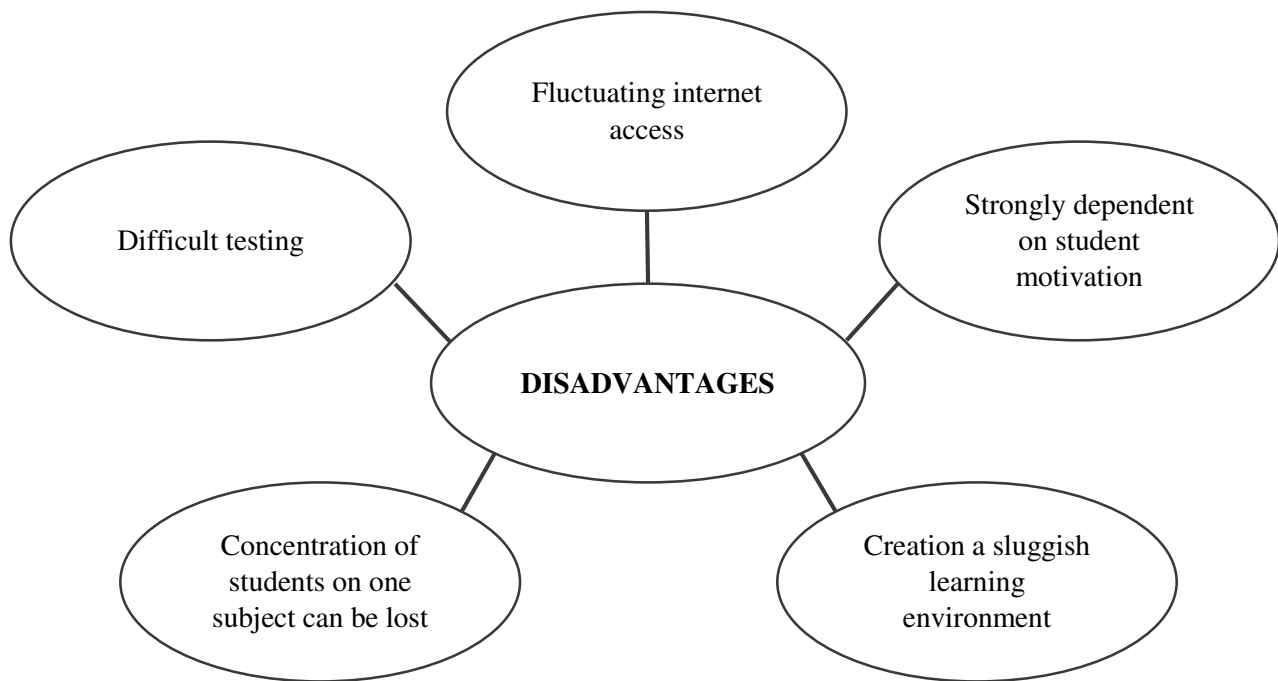 Fluctuating internet
access
Difficult testing
Strongly dependent
on student
motivation
DISADVANTAGES
Concentration of
students on one
subject can be lost
Creation a sluggish
learning
environment